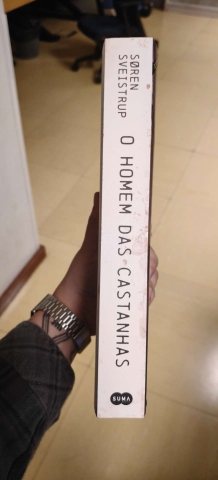 SØREN
SVEISTRUP
O HOMEM DAS CASTANHAS
SUMA